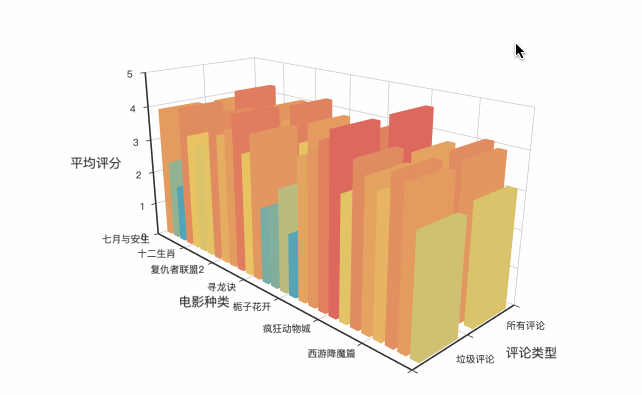 5
4
3
2
1
0
平均评分
七月与安生
十二生肖
复仇者联盟2
寻龙诀
电影种类
栀子花开
疯狂动物城
西游降魔篇
垃圾评论
所有评论
评论类型